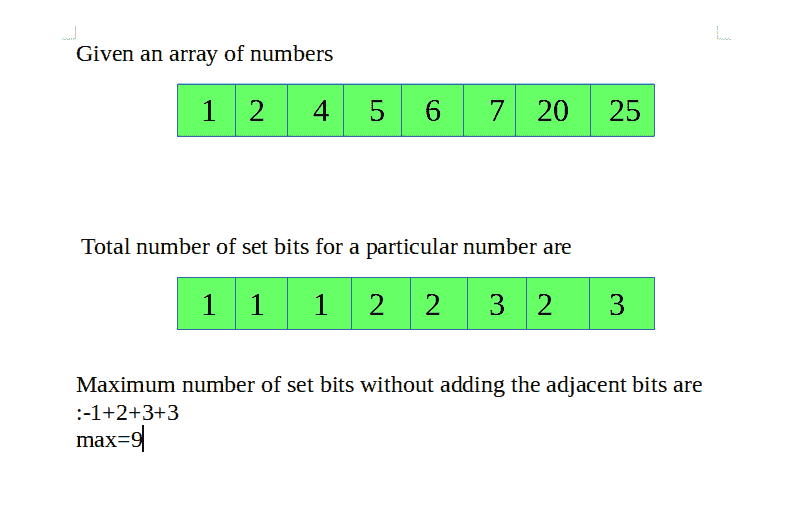 Given an array of numbers
1 2 4 5 6 7 20 25
Total number of set bits for a particular number are
1 1 1 2 2 3 2 3
Maximum number of set bits without adding the adjacent bits are
:-1+2+3+3
max=9